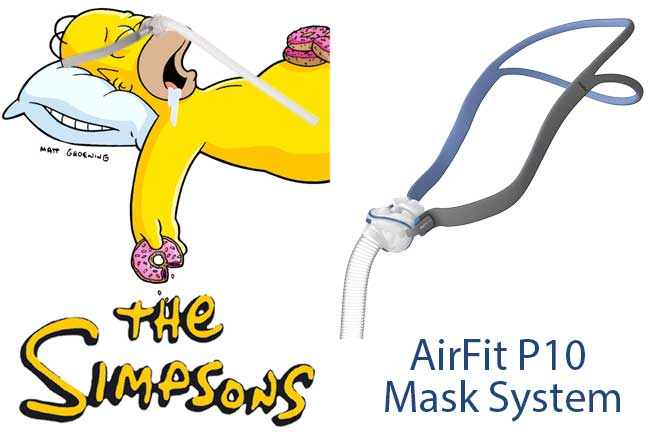 MATT GROENING
THE
SIMPSONS
AirFit P10
Mask System